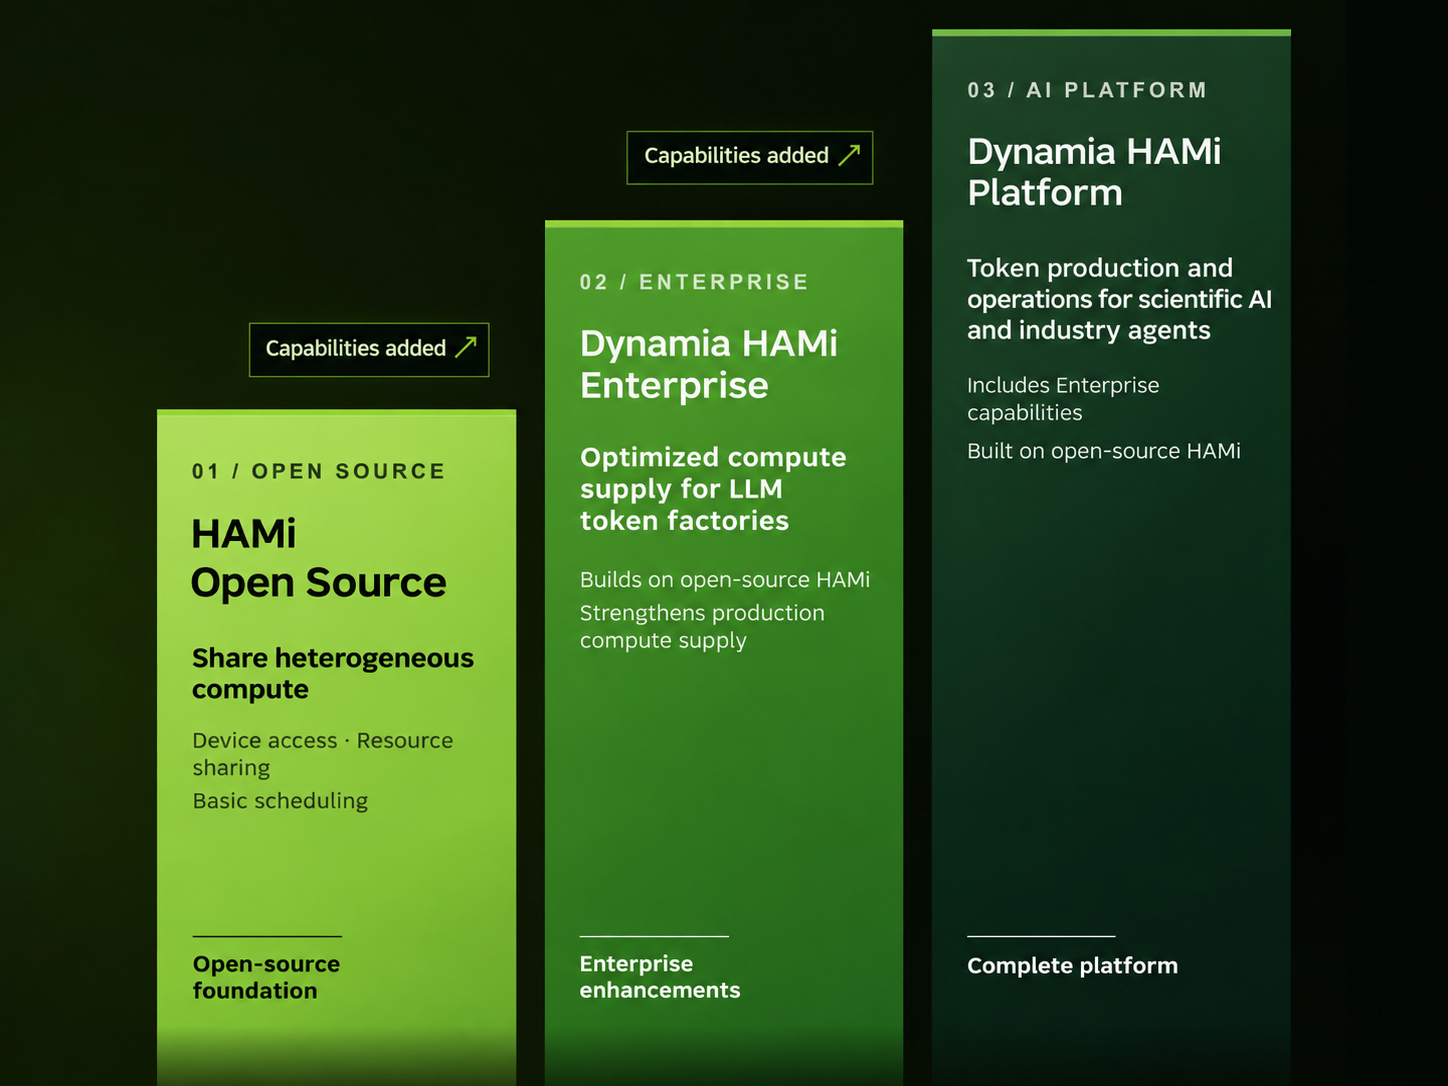 01 / OPEN SOURCE
HAMi
Open Source
Share heterogeneous
compute
Device access · Resource
sharing
Basic scheduling
Open-source
foundation
Capabilities added ↗
02 / ENTERPRISE
Dynamia HAMi
Enterprise
Optimized compute
supply for LLM
token factories
Builds on open-source HAMi
Strengthens production
compute supply
Enterprise
enhancements
Capabilities added ↗
03 / AI PLATFORM
Dynamia HAMi
Platform
Token production and
operations for scientific AI
and industry agents
Includes Enterprise
capabilities
Built on open-source HAMi
Complete platform